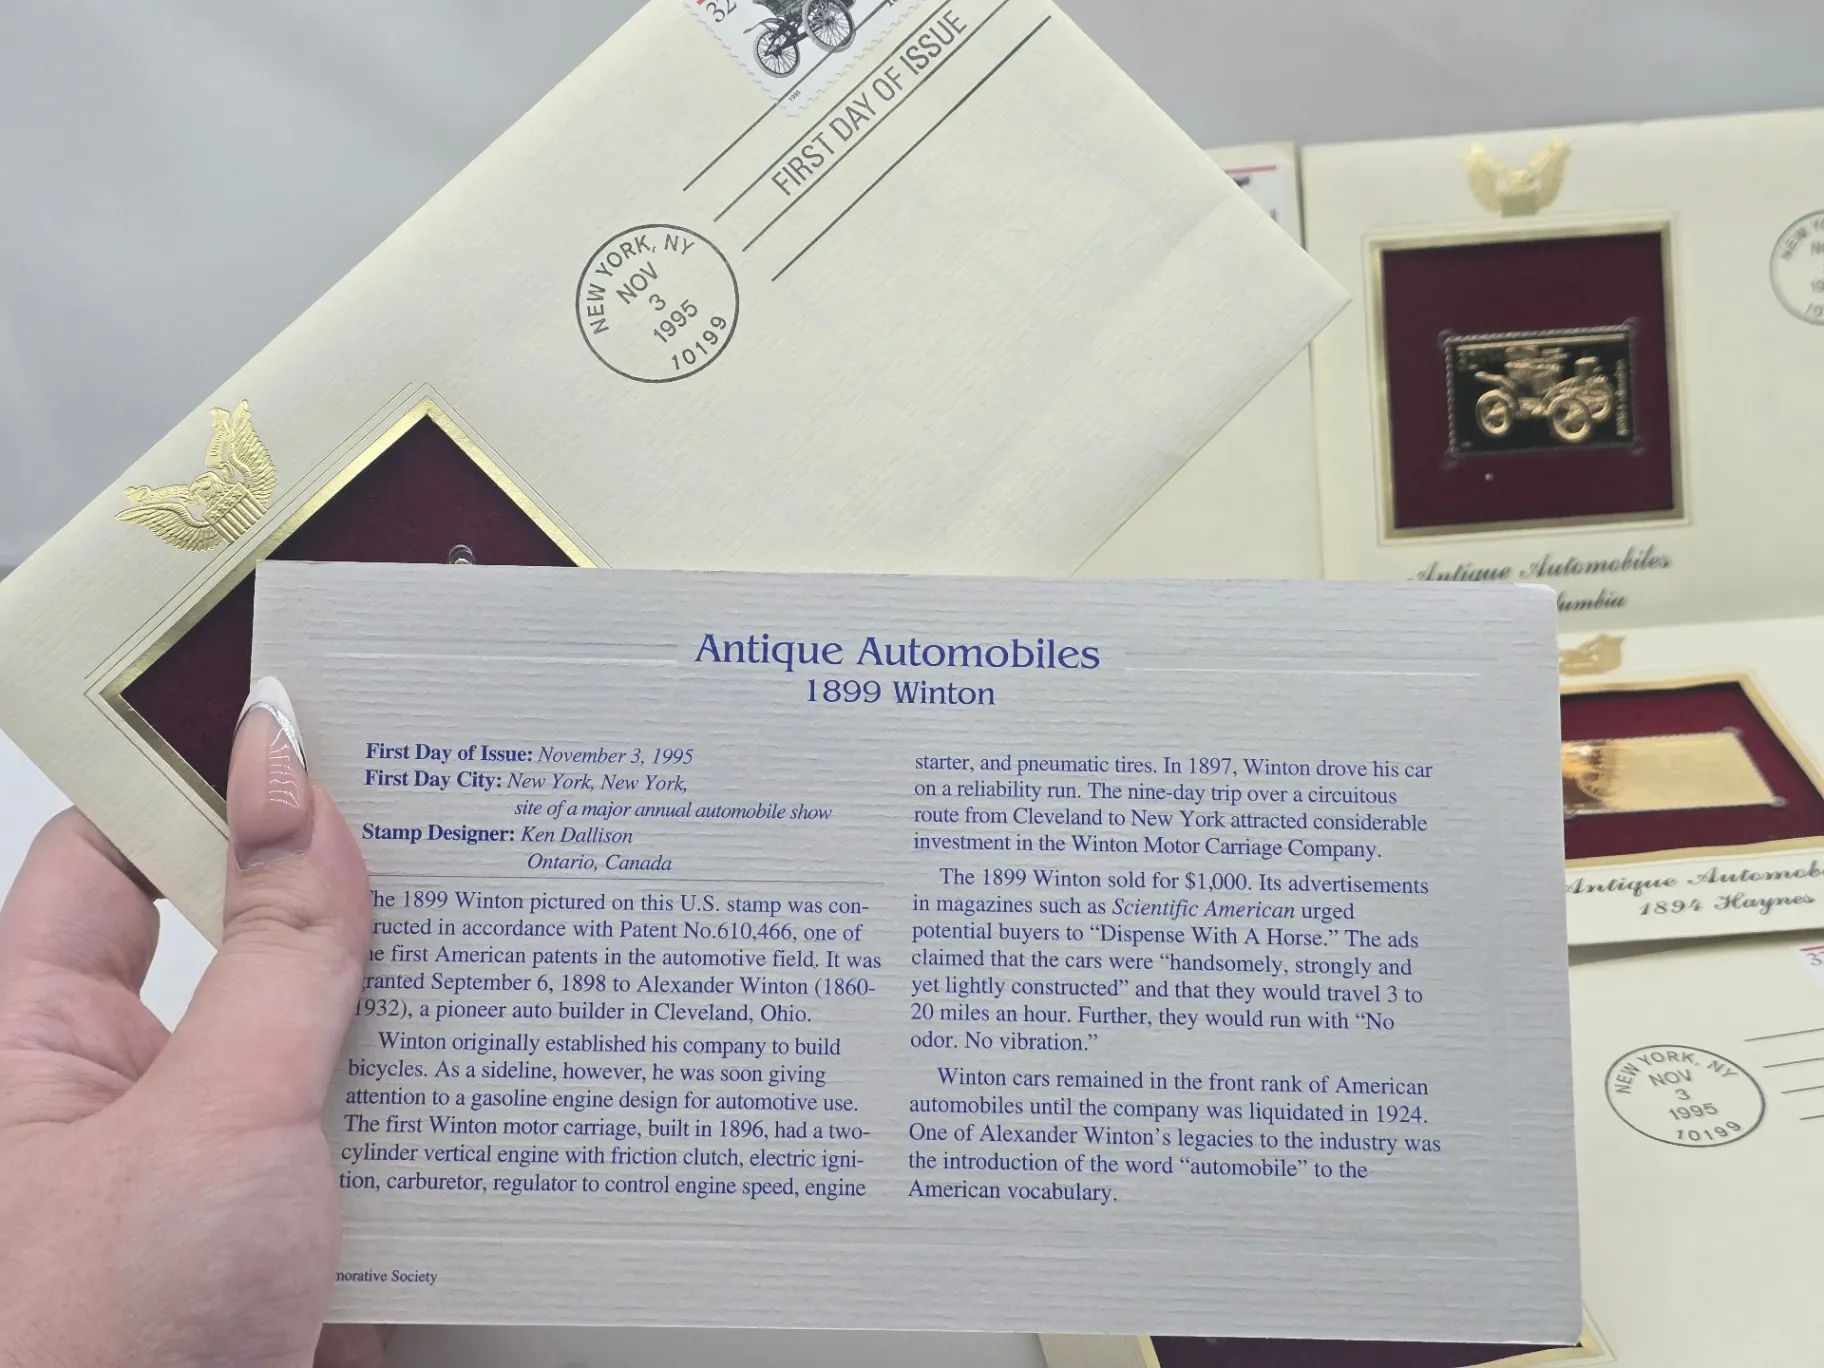 32
1995
FIRST DAY OF ISSUE
NEW YORK, NY
NOV
3
1995
10199
Antique Automobiles
umbia
Antique Automob
1894 Haynes
NEW YORK, NY
NOV
3
1995
10199
Antique Automobiles
1899 Winton
First Day of Issue: November 3, 1995
First Day City: New York, New York,
site of a major annual automobile show
Stamp Designer: Ken Dallison
Ontario, Canada
he 1899 Winton pictured on this U.S. stamp was con-
ructed in accordance with Patent No.610,466, one of
e first American patents in the automotive field. It was
ranted September 6, 1898 to Alexander Winton (1860-
1932), a pioneer auto builder in Cleveland, Ohio.
Winton originally established his company to build
bicycles. As a sideline, however, he was soon giving
attention to a gasoline engine design for automotive use.
The first Winton motor carriage, built in 1896, had a two-
cylinder vertical engine with friction clutch, electric igni-
tion, carburetor, regulator to control engine speed, engine
starter, and pneumatic tires. In 1897, Winton drove his car
on a reliability run. The nine-day trip over a circuitous
route from Cleveland to New York attracted considerable
investment in the Winton Motor Carriage Company.
The 1899 Winton sold for $1,000. Its advertisements
in magazines such as Scientific American urged
potential buyers to “Dispense With A Horse.” The ads
claimed that the cars were “handsomely, strongly and
yet lightly constructed” and that they would travel 3 to
20 miles an hour. Further, they would run with “No
odor. No vibration.”
Winton cars remained in the front rank of American
automobiles until the company was liquidated in 1924.
One of Alexander Winton’s legacies to the industry was
the introduction of the word “automobile” to the
American vocabulary.
morative Society